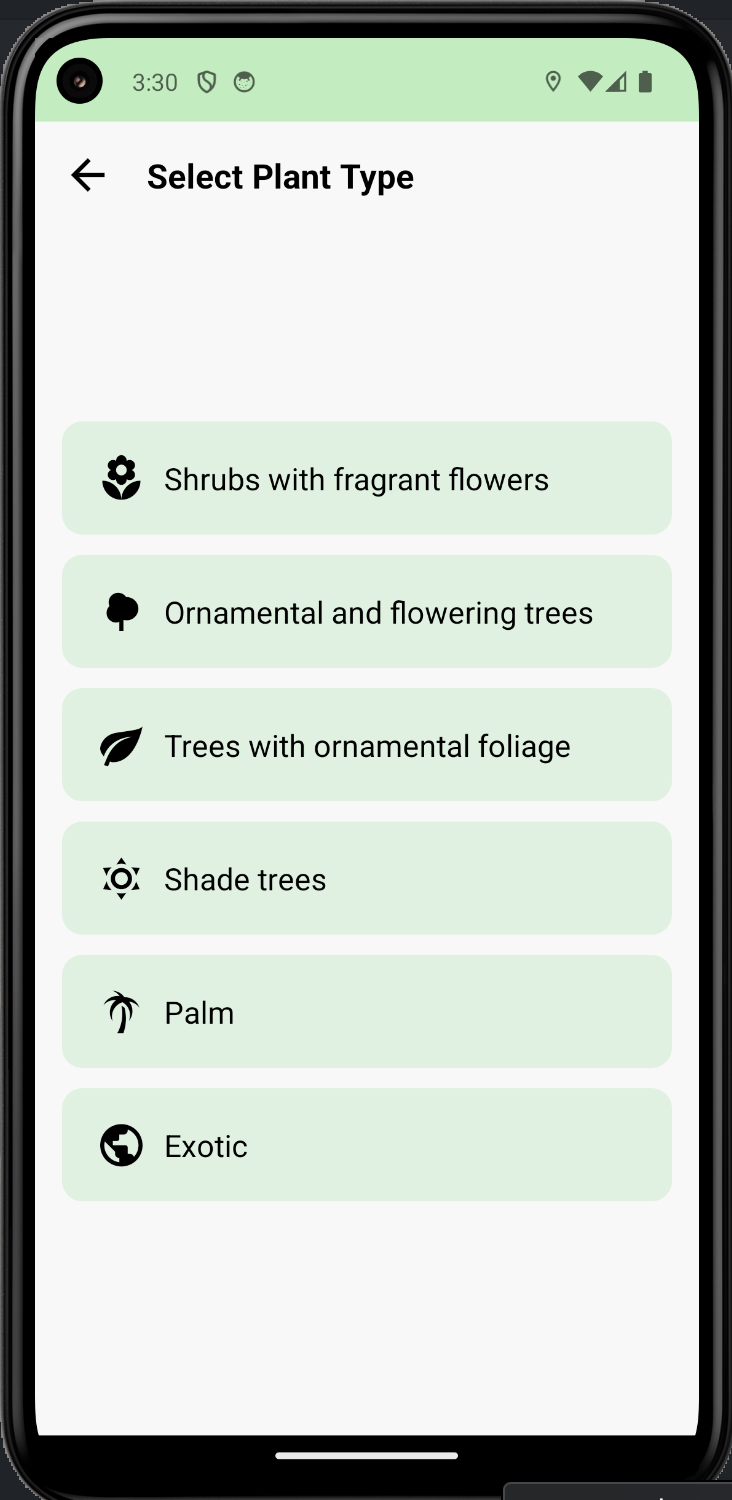 3:30
Select Plant Type
Shrubs with fragrant flowers
Ornamental and flowering trees
Trees with ornamental foliage
Shade trees
Palm
Exotic